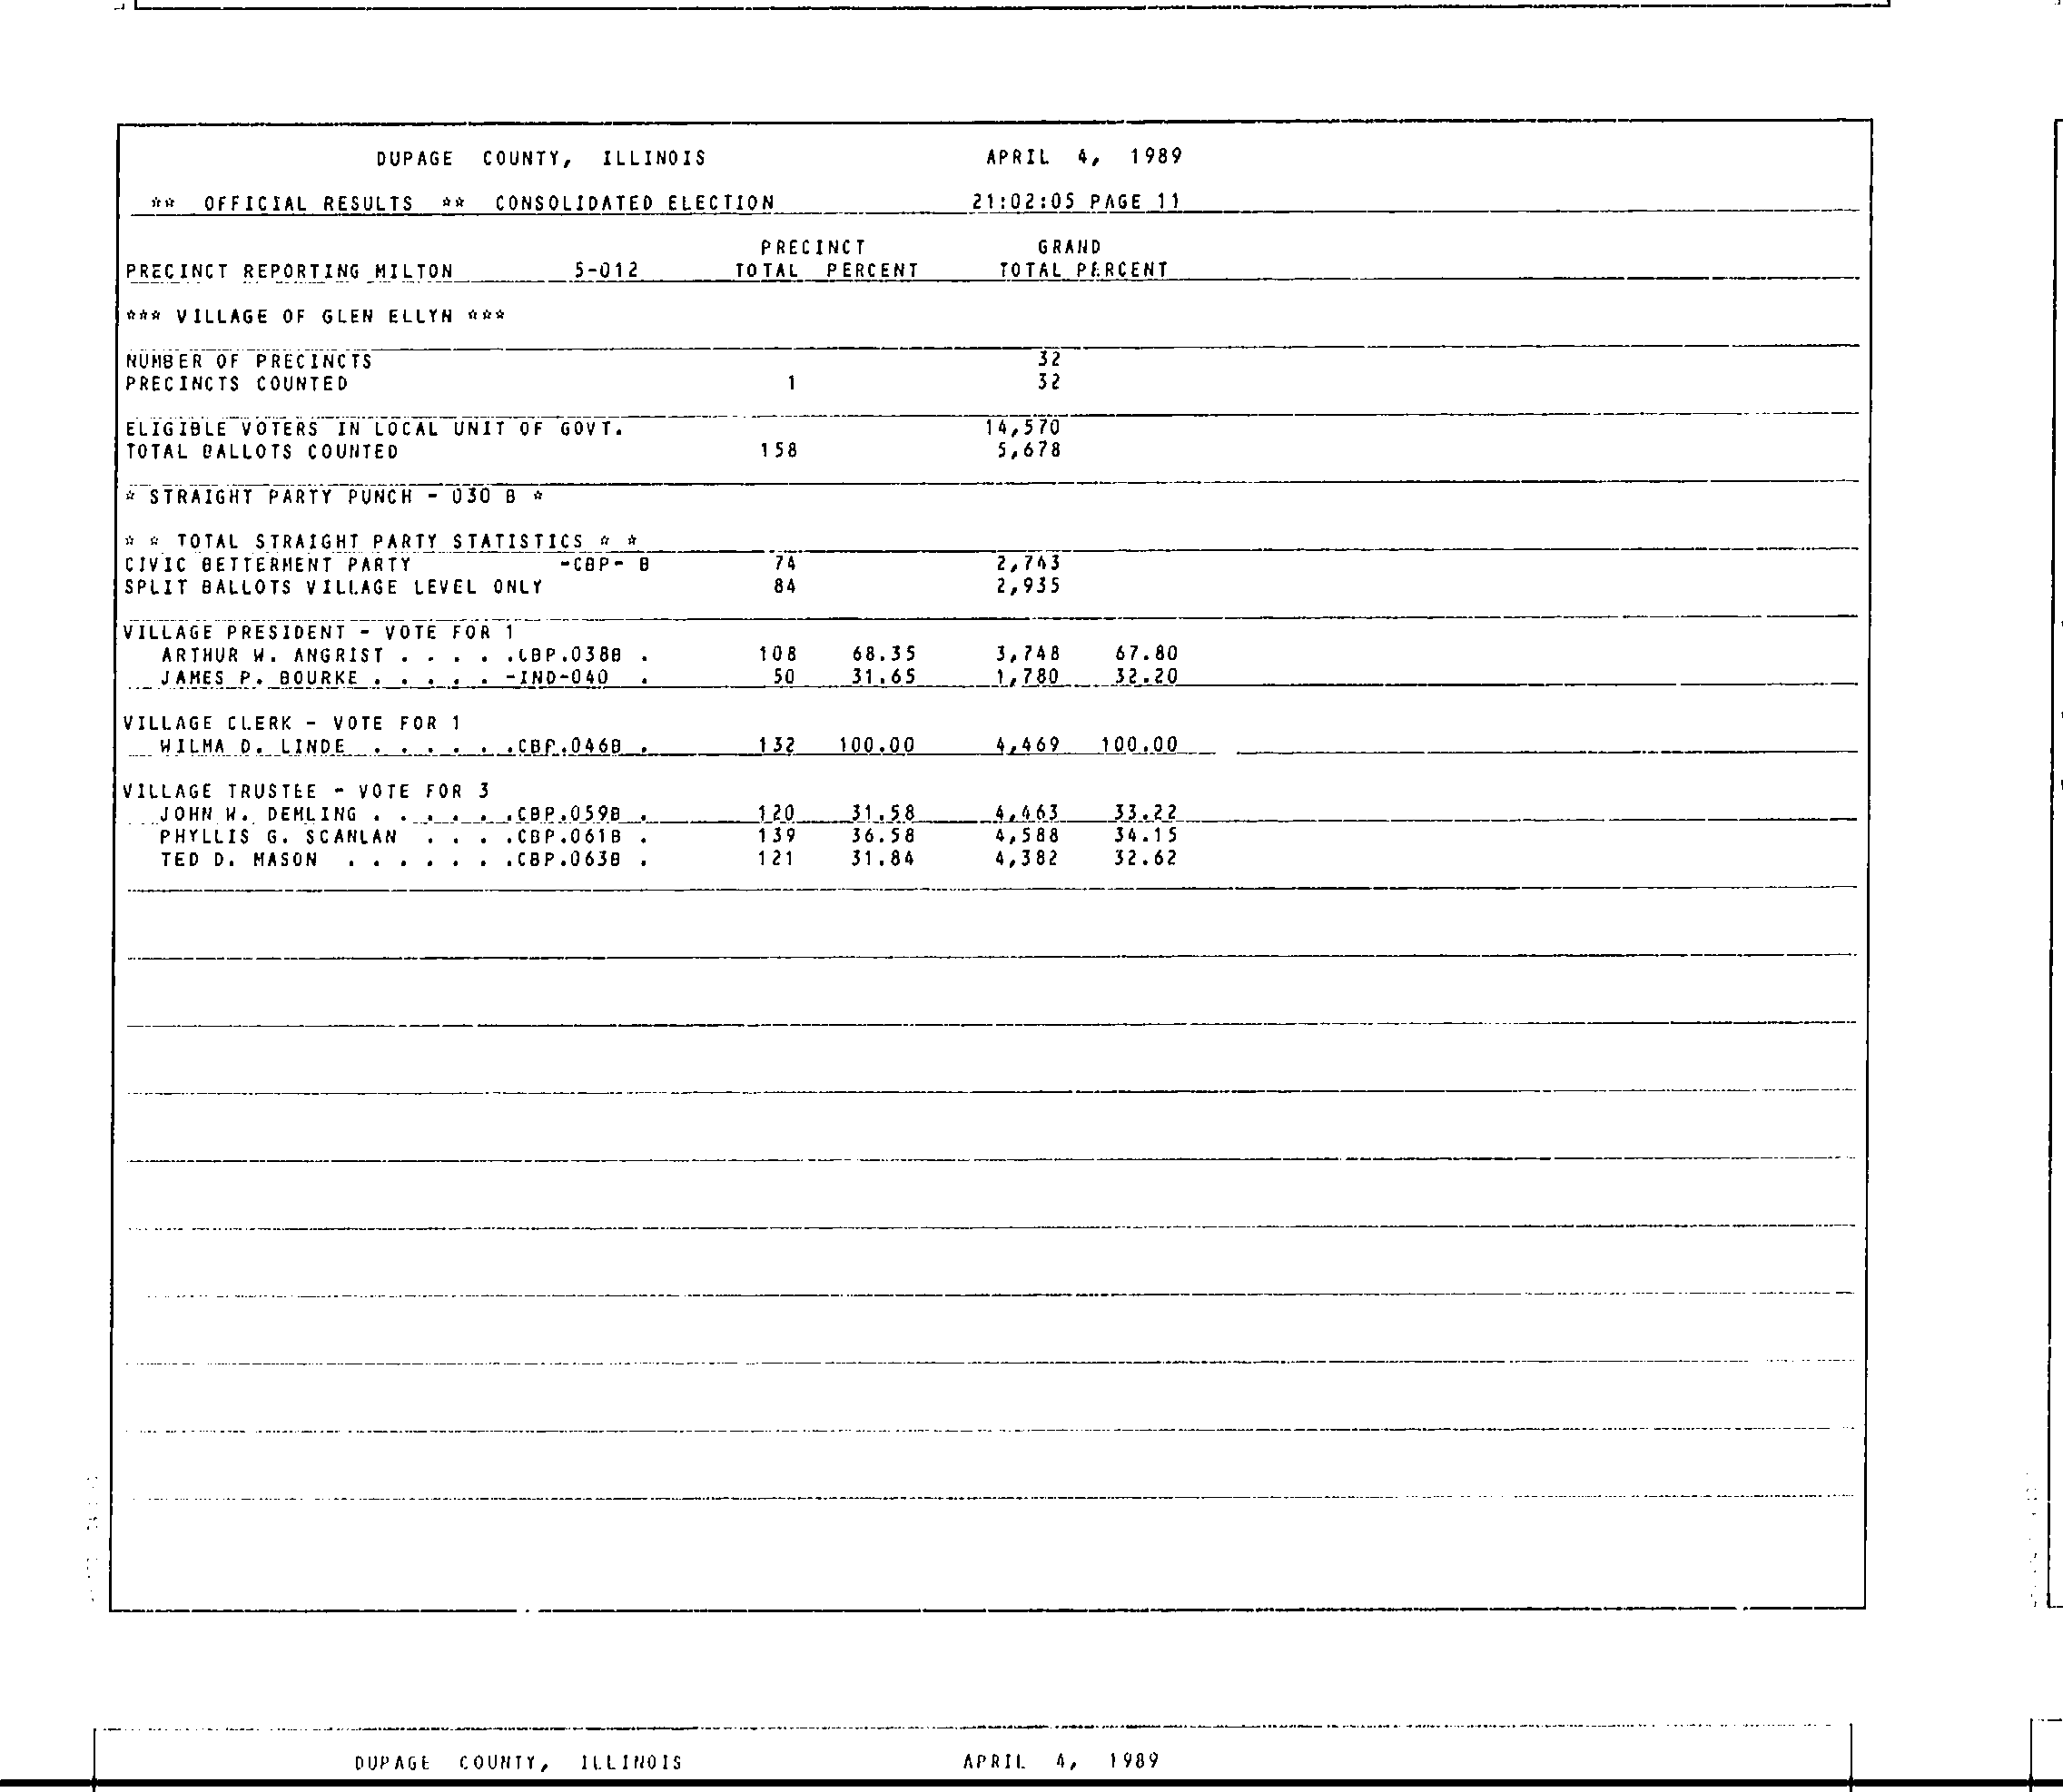 DUPAGE COUNTY, ILLINOIS APRIL 4, 1989
** OFFICIAL RESULTS ** CONSOLIDATED ELECTION 21:02:05 PAGE 11
PRECINCT GRAND
PRECINCT REPORTING MILTON 5-012 TOTAL PERCENT TOTAL PERCENT
*** VILLAGE OF GLEN ELLYN ***
NUMBER OF PRECINCTS 32
PRECINCTS COUNTED 1 32
ELIGIBLE VOTERS IN LOCAL UNIT OF GOVT. 14,570
TOTAL BALLOTS COUNTED 158 5,678
* STRAIGHT PARTY PUNCH - 030 B *
* * TOTAL STRAIGHT PARTY STATISTICS * *
CIVIC BETTERMENT PARTY -CBP- B 74 2,743
SPLIT BALLOTS VILLAGE LEVEL ONLY 84 2,935
VILLAGE PRESIDENT - VOTE FOR 1
ARTHUR W. ANGRIST . . . . .CBP.038B . 108 68.35 3,748 67.80
JAMES P. BOURKE . . . . . -IND-040 . 50 31.65 1,780 32.20
VILLAGE CLERK - VOTE FOR 1
WILMA D. LINDE . . . . . .CBP.046B . 132 100.00 4,469 100.00
VILLAGE TRUSTEE - VOTE FOR 3
JOHN W. DEMLING . . . . . .CBP.059B . 120 31.58 4,463 33.22
PHYLLIS G. SCANLAN . . . .CBP.061B . 139 36.58 4,588 34.15
TED D. MASON . . . . . . .CBP.063B . 121 31.84 4,382 32.62
DUPAGE COUNTY, ILLINOIS APRIL 4, 1989